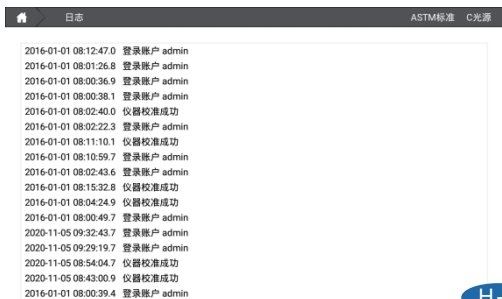 日志 ASTM标准 C光源
2016-01-01 08:12:47.0 登录账户 admin
2016-01-01 08:01:26.8 登录账户 admin
2016-01-01 08:00:36.9 登录账户 admin
2016-01-01 08:00:38.1 登录账户 admin
2016-01-01 08:02:40.0 仪器校准成功
2016-01-01 08:02:22.3 登录账户 admin
2016-01-01 08:11:10.1 仪器校准成功
2016-01-01 08:10:59.7 登录账户 admin
2016-01-01 08:02:43.6 登录账户 admin
2016-01-01 08:15:32.8 仪器校准成功
2016-01-01 08:04:24.9 仪器校准成功
2016-01-01 08:00:49.7 登录账户 admin
2020-11-05 09:32:43.7 登录账户 admin
2020-11-05 09:29:19.7 登录账户 admin
2020-11-05 08:54:04.7 仪器校准成功
2020-11-05 08:43:00.9 仪器校准成功
2016-01-01 08:00:39.4 登录账户 admin
H